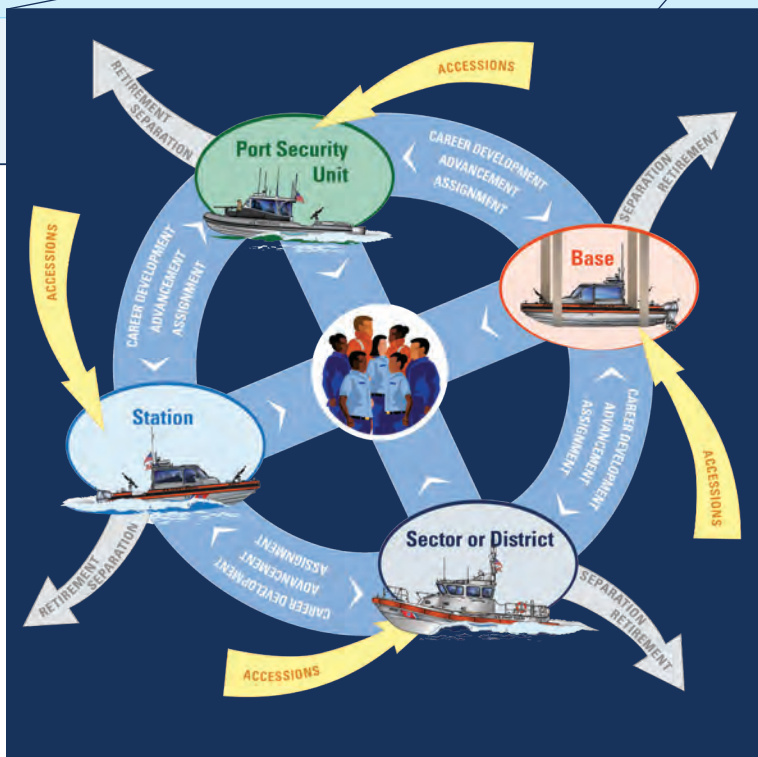 ACCESSIONS
RETIREMENT
SEPARATION
Port Security
Unit
CAREER DEVELOPMENT
ADVANCEMENT
ASSIGNMENT
SEPARATION
RETIREMENT
Base
ACCESSIONS
CAREER DEVELOPMENT
ADVANCEMENT
ASSIGNMENT
Station
CAREER DEVELOPMENT
ADVANCEMENT
ASSIGNMENT
ACCESSIONS
Sector or District
RETIREMENT
SEPARATION
CAREER DEVELOPMENT
ADVANCEMENT
ASSIGNMENT
SEPARATION
RETIREMENT
ACCESSIONS